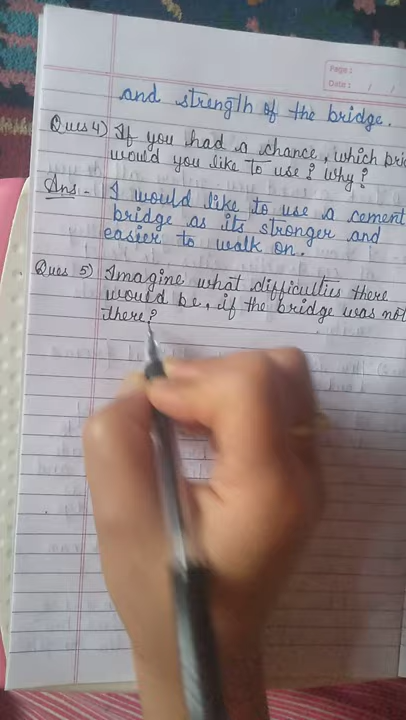 Page :
Date : / /
and strength of the bridge.
Ques 4) If you had a chance, which bri
would you like to use? why?
Ans - I would like to use a cement
bridge as its stronger and
easier to walk on.
Ques 5) Imagine what difficulties there
would be, if the bridge was not
there?